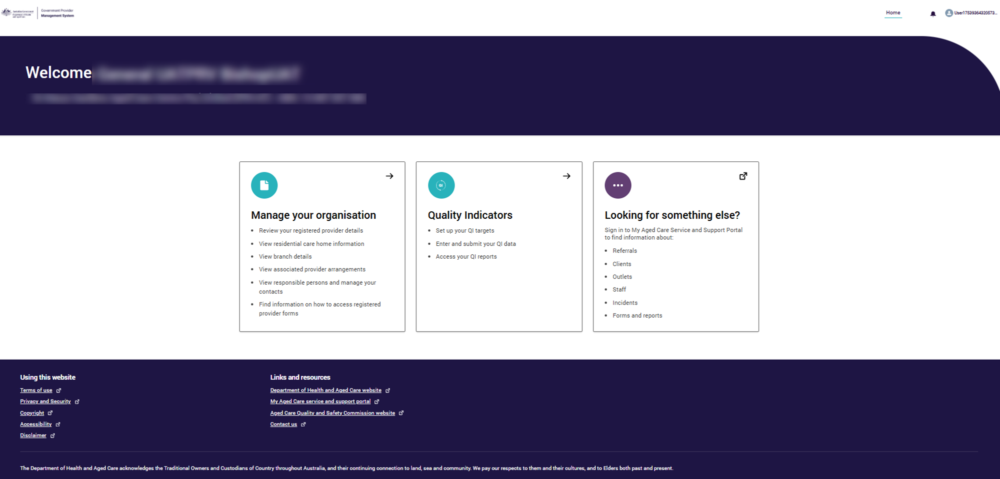 Australian Government
Department of Health
and Aged Care
Government Provider
Management System
Home
User17539364320573...
Welcome
Manage your organisation
Review your registered provider details
View residential care home information
View branch details
View associated provider arrangements
View responsible persons and manage your
contacts
Find information on how to access registered
provider forms
QI
Quality Indicators
Set up your QI targets
Enter and submit your QI data
Access your QI reports
Looking for something else?
Sign in to My Aged Care Service and Support Portal
to find information about:
Referrals
Clients
Outlets
Staff
Incidents
Forms and reports
Using this website
Terms of use
Privacy and Security
Copyright
Accessibility
Disclaimer
Links and resources
Department of Health and Aged Care website
My Aged Care service and support portal
Aged Care Quality and Safety Commission website
Contact us
The Department of Health and Aged Care acknowledges the Traditional Owners and Custodians of Country throughout Australia, and their continuing connection to land, sea and community. We pay our respects to them and their cultures, and to Elders both past and present.